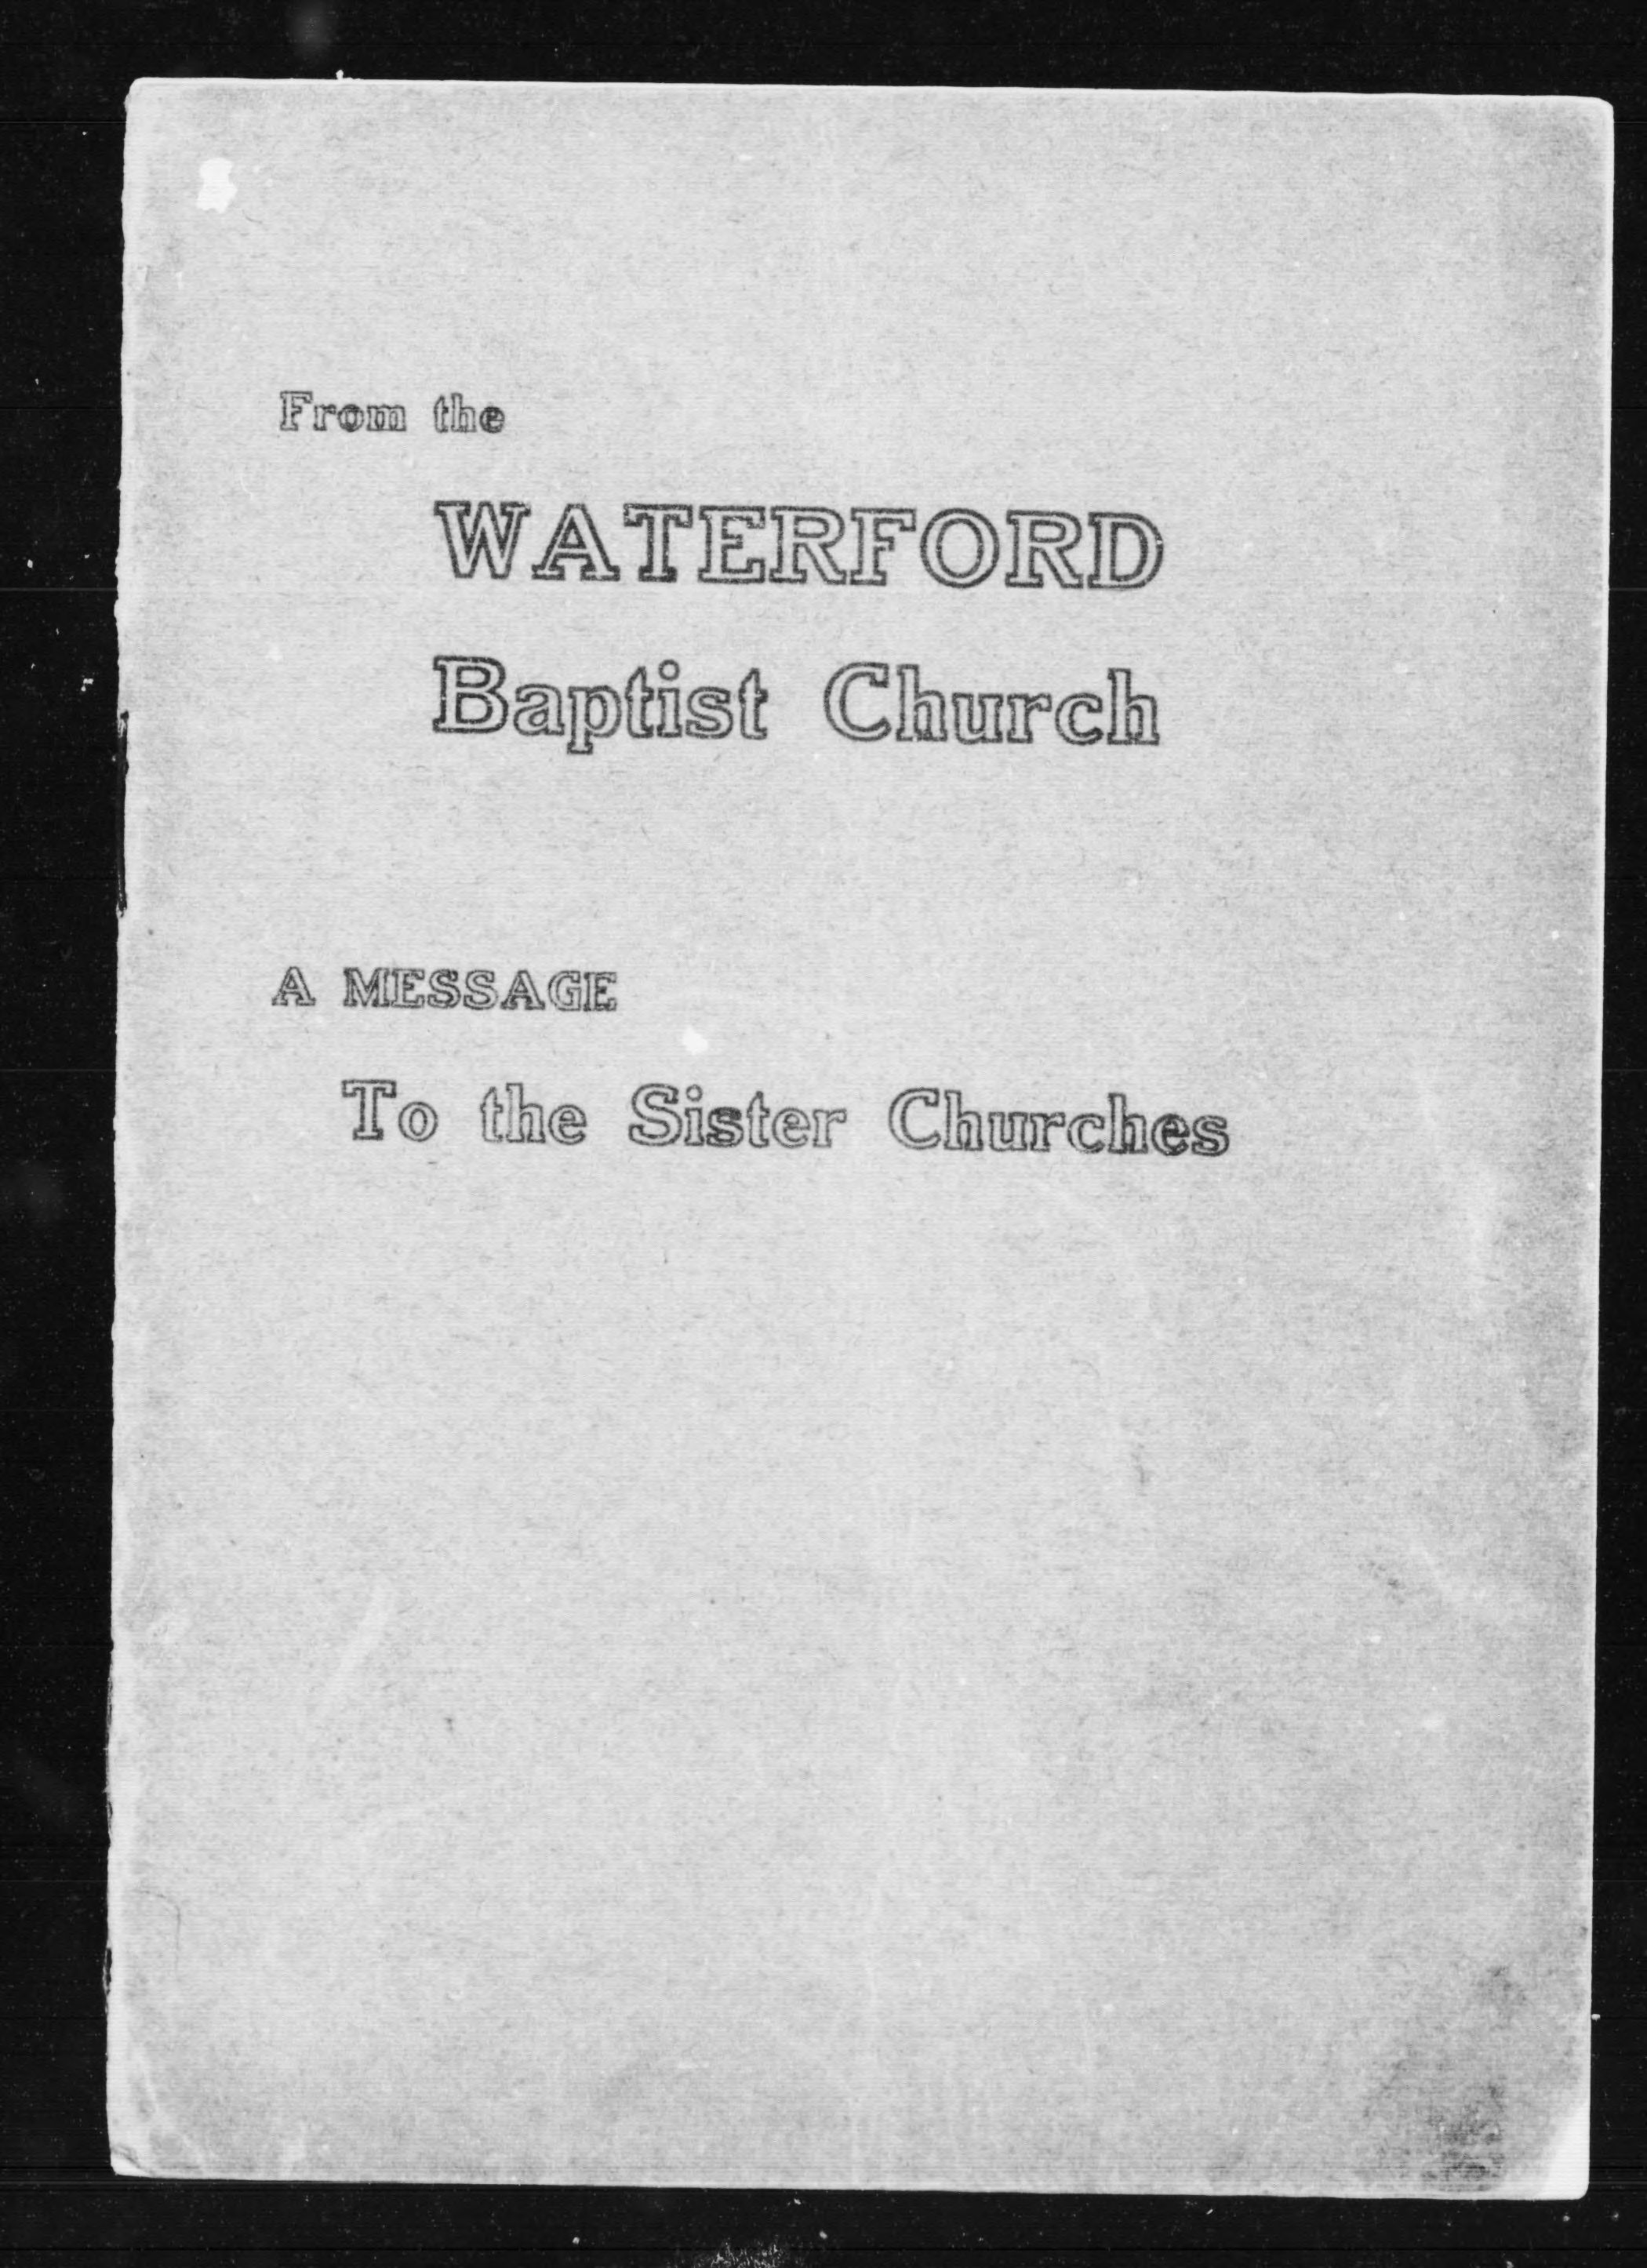 From the
WATERFORD
Baptist Church
A MESSAGE
To the Sister Churches